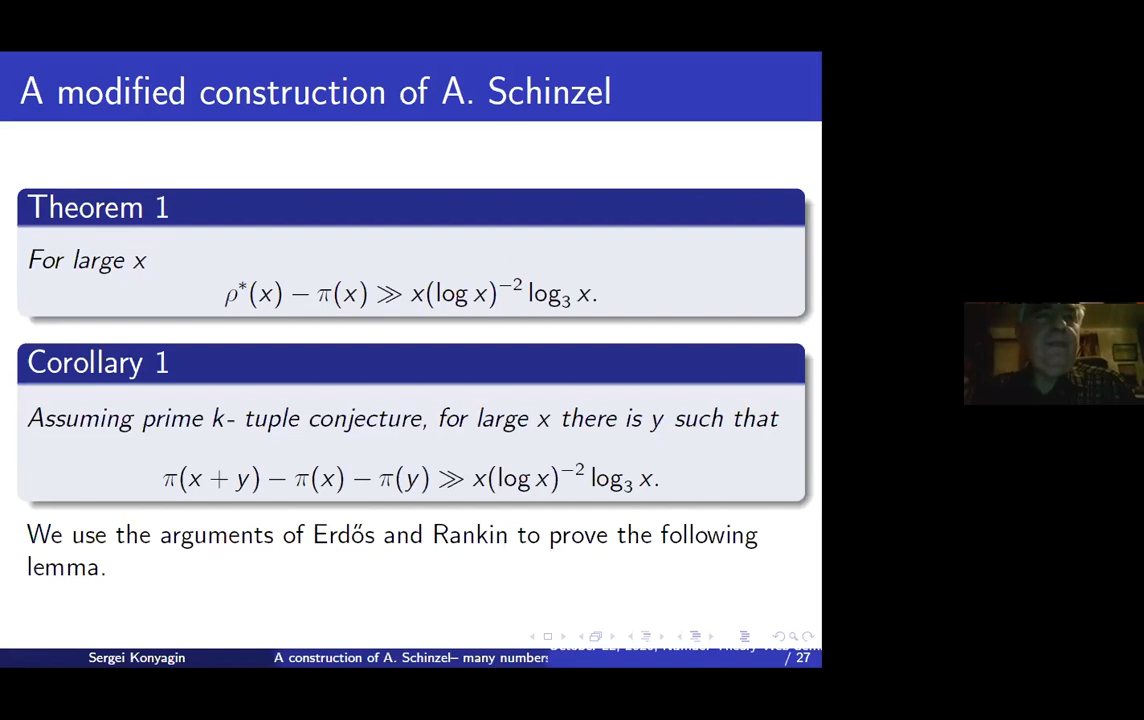 A modified construction of A. Schinzel
Theorem 1
For large x
ρ*(x) − π(x) ≫ x(log x)⁻² log₃ x.
Corollary 1
Assuming prime k- tuple conjecture, for large x there is y such that
π(x + y) − π(x) − π(y) ≫ x(log x)⁻² log₃ x.
We use the arguments of Erdős and Rankin to prove the following
lemma.
Sergei Konyagin
A construction of A. Schinzel– many numbers
/ 27